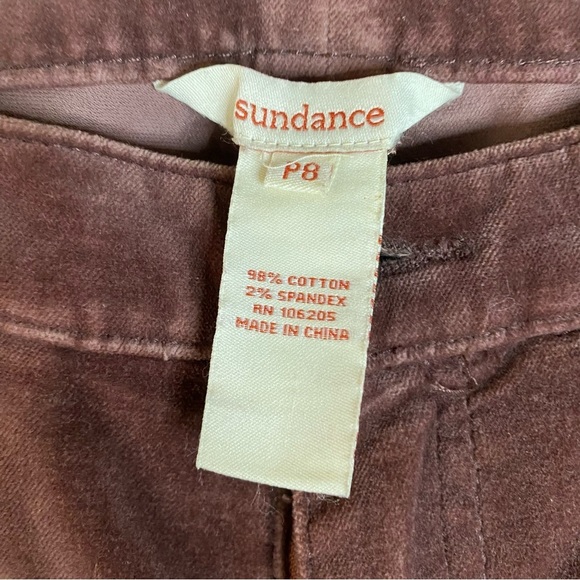 sundance
P8
98% COTTON
2% SPANDEX
RN 106205
MADE IN CHINA